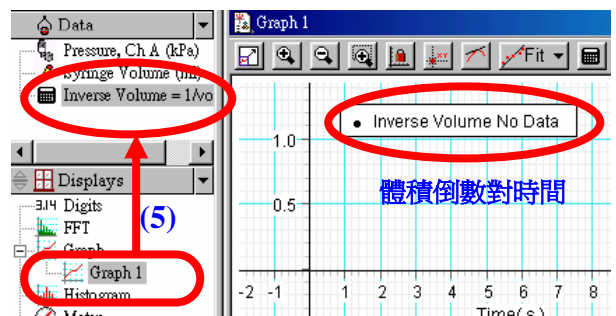 Data
Pressure, Ch A (kPa)
Syringe Volume (ml)
Inverse Volume = 1/vo
Displays
3.14 Digits
FFT
Graph
Graph 1
Histogram
Meter
(5)
Graph 1
Fit
Inverse Volume No Data
體積倒數對時間
1.0
0.5
-2 -1 1 2 3 4 5 6 7 8
Time( s )